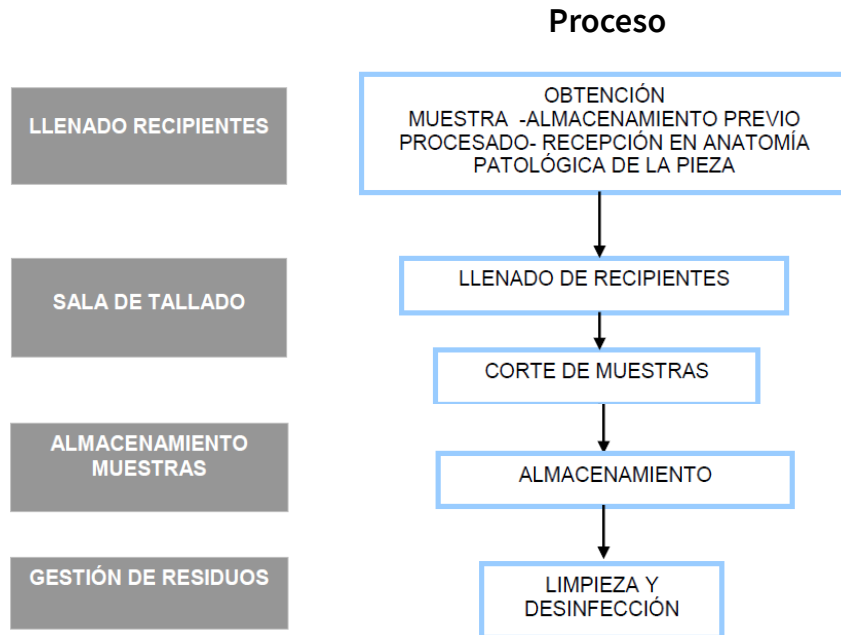 Proceso
LLENADO RECIPIENTES
OBTENCIÓN
MUESTRA -ALMACENAMIENTO PREVIO
PROCESADO- RECEPCIÓN EN ANATOMÍA
PATOLÓGICA DE LA PIEZA
SALA DE TALLADO
LLENADO DE RECIPIENTES
CORTE DE MUESTRAS
ALMACENAMIENTO
MUESTRAS
ALMACENAMIENTO
GESTIÓN DE RESIDUOS
LIMPIEZA Y
DESINFECCIÓN